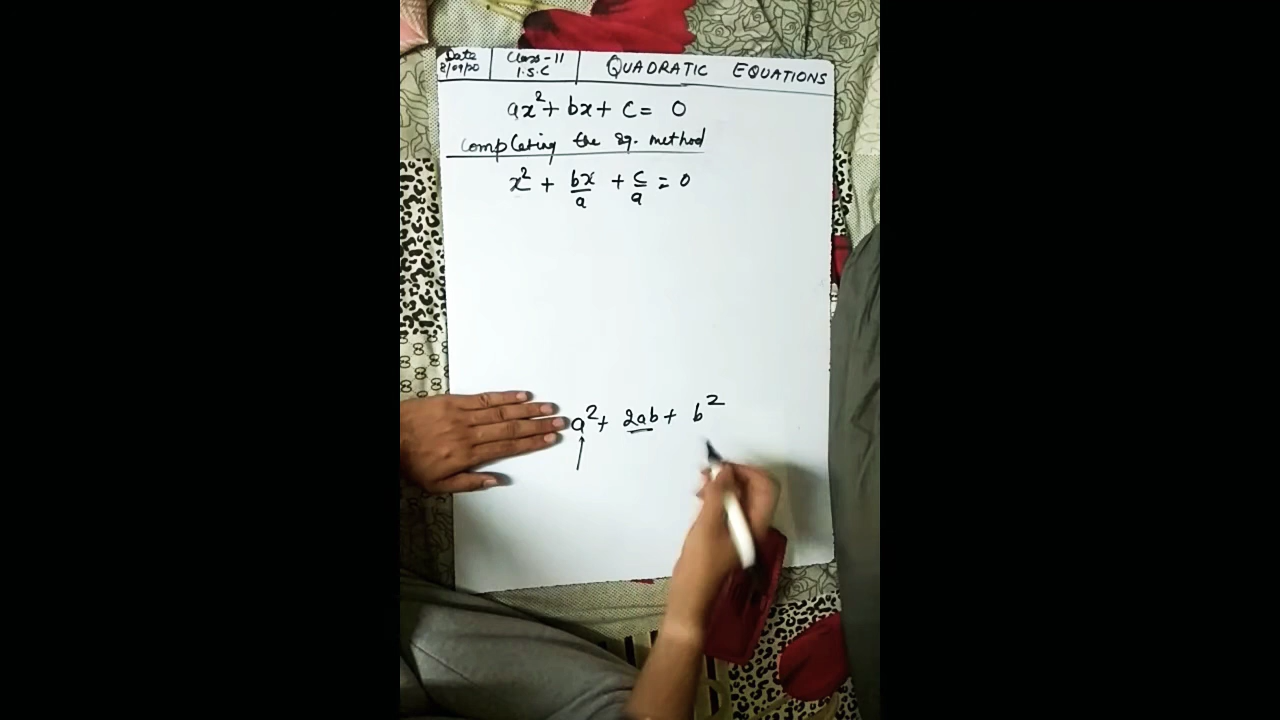 Date 8/09/20 Class-11 I.S.C QUADRATIC EQUATIONS
ax² + bx + c = 0
Completing the sq. method
x² + bx/a + c/a = 0
a² + 2ab + b²